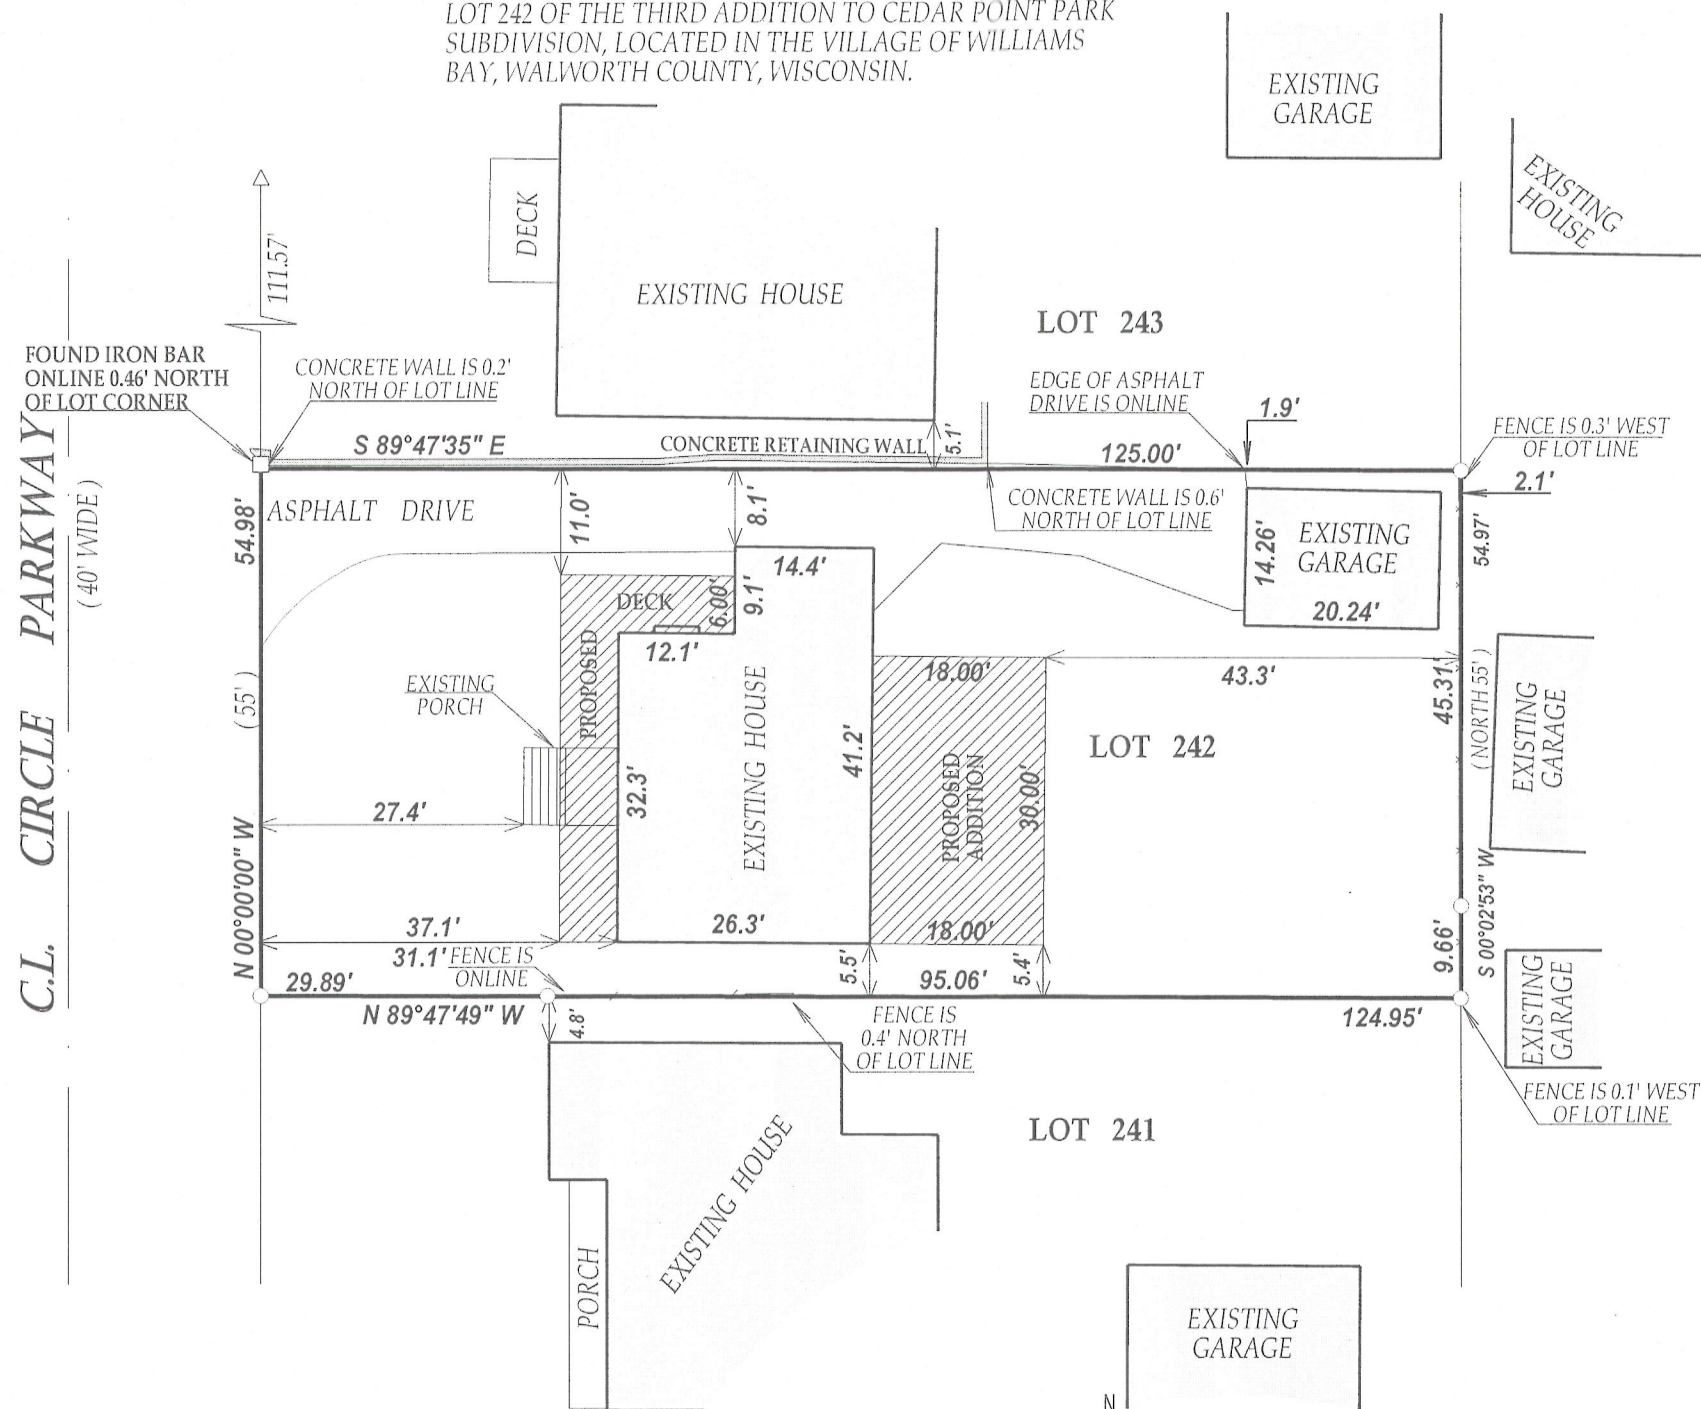 LOT 242 OF THE THIRD ADDITION TO CEDAR POINT PARK
SUBDIVISION, LOCATED IN THE VILLAGE OF WILLIAMS
BAY, WALWORTH COUNTY, WISCONSIN.
EXISTING
GARAGE
EXISTING
HOUSE
DECK
EXISTING HOUSE
111.57'
LOT 243
FOUND IRON BAR
ONLINE 0.46' NORTH
OF LOT CORNER
CONCRETE WALL IS 0.2'
NORTH OF LOT LINE
EDGE OF ASPHALT
DRIVE IS ONLINE
1.9'
FENCE IS 0.3' WEST
OF LOT LINE
S 89°47'35" E
CONCRETE RETAINING WALL
5.1'
125.00'
2.1'
C.L. CIRCLE PARKWAY
( 40' WIDE )
54.98'
( 55' )
N 00°00'00" W
ASPHALT DRIVE
11.0'
8.1'
CONCRETE WALL IS 0.6'
NORTH OF LOT LINE
14.26'
EXISTING
GARAGE
20.24'
54.97'
14.4'
9.1'
6.00'
DECK
PROPOSED
12.1'
EXISTING
PORCH
EXISTING HOUSE
32.3'
41.2'
18.00'
43.3'
45.31'
( NORTH 55' )
LOT 242
PROPOSED
ADDITION
30.00'
EXISTING
GARAGE
27.4'
37.1'
31.1'
26.3'
18.00'
FENCE IS
ONLINE
5.5'
95.06'
5.4'
9.66'
S 00°02'53" W
29.89'
N 89°47'49" W
4.8'
FENCE IS
0.4' NORTH
OF LOT LINE
124.95'
EXISTING
GARAGE
FENCE IS 0.1' WEST
OF LOT LINE
LOT 241
EXISTING HOUSE
PORCH
EXISTING
GARAGE
N